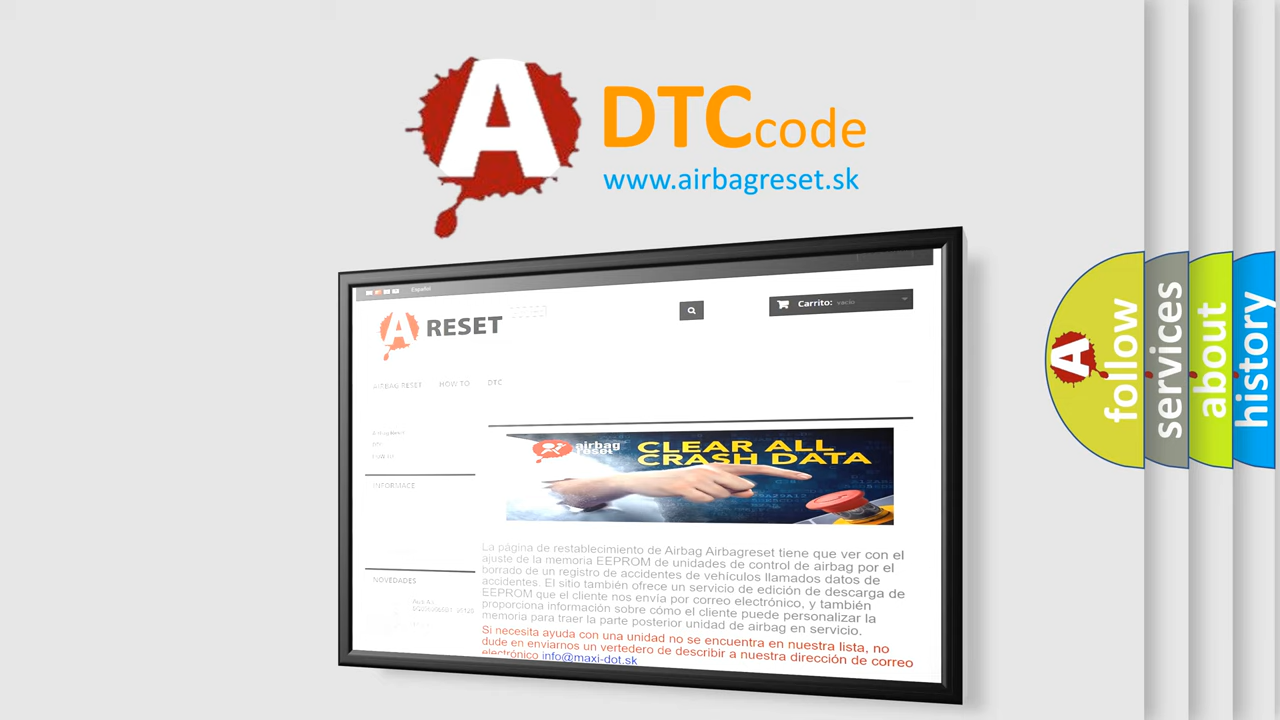 A DTCcode
www.airbagreset.sk
Español
A RESET
Carrito: vacío
AIRBAG RESET HOW TO DTC
INFORMACE
NOVEDADES
airbag
reset
CLEAR ALL
CRASH DATA
La página de restablecimiento de Airbag Airbagreset tiene que ver con el
ajuste de la memoria EEPROM de unidades de control de airbag por el
borrado de un registro de accidentes de vehículos llamados datos de
accidentes. El sitio también ofrece un servicio de edición de descarga de
EEPROM que el cliente nos envía por correo electrónico, y también
proporciona información sobre cómo el cliente puede personalizar la
memoria para traer la parte posterior unidad de airbag en servicio.
Si necesita ayuda con una unidad no se encuentra en nuestra lista, no
dude en enviarnos un vertedero de describir a nuestra dirección de correo
electrónico info@maxi-dot.sk
A
follow
services
about
history